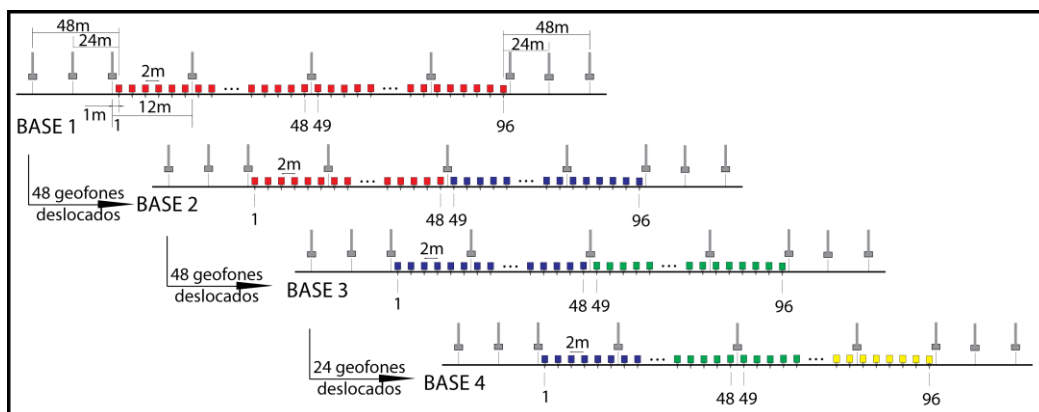 48m
48m
24m
24m
2m
1m
12m
BASE 1
1
48 49
96
48 geofones
deslocados
BASE 2
2m
1
48 49
96
48 geofones
deslocados
BASE 3
2m
1
48 49
96
24 geofones
deslocados
BASE 4
2m
1
48 49
96